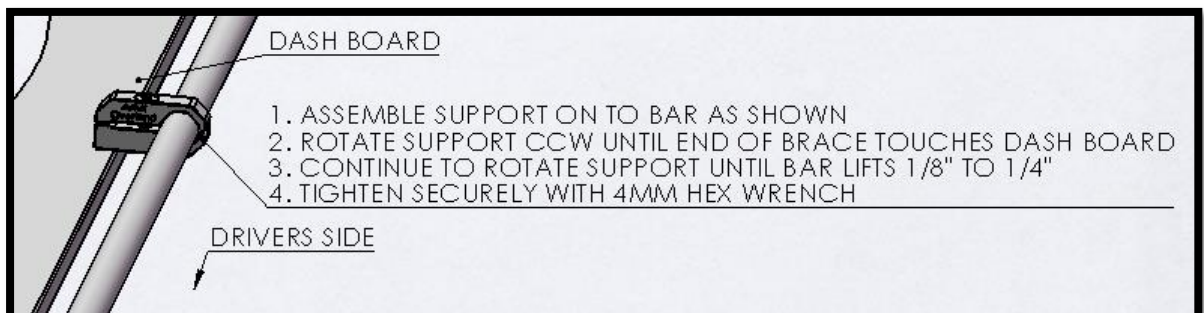 DASH BOARD
1. ASSEMBLE SUPPORT ON TO BAR AS SHOWN
2. ROTATE SUPPORT CCW UNTIL END OF BRACE TOUCHES DASH BOARD
3. CONTINUE TO ROTATE SUPPORT UNTIL BAR LIFTS 1/8" TO 1/4"
4. TIGHTEN SECURELY WITH 4MM HEX WRENCH
DRIVERS SIDE